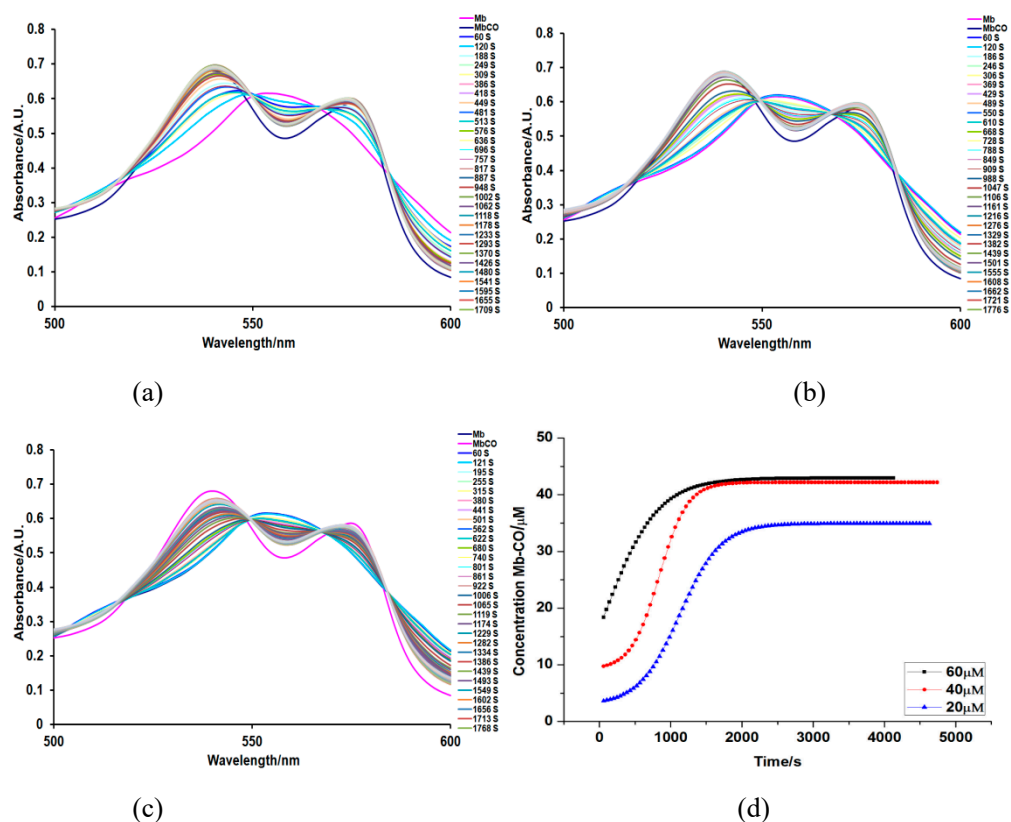 Absorbance/A.U.
0.8
0.7
0.6
0.5
0.4
0.3
0.2
0.1
0
500
550
600
Wavelength/nm
Mb
MbCO
60 S
120 S
188 S
249 S
309 S
386 S
418 S
449 S
481 S
513 S
576 S
636 S
696 S
757 S
817 S
887 S
948 S
1002 S
1062 S
1118 S
1178 S
1233 S
1293 S
1370 S
1426 S
1480 S
1541 S
1595 S
1655 S
1709 S
(a)
Absorbance/A.U.
0.8
0.7
0.6
0.5
0.4
0.3
0.2
0.1
0
500
550
600
Wavelength/nm
Mb
MbCO
60 S
120 S
186 S
246 S
306 S
369 S
429 S
489 S
550 S
610 S
668 S
728 S
788 S
849 S
909 S
988 S
1047 S
1106 S
1161 S
1216 S
1276 S
1329 S
1382 S
1439 S
1501 S
1555 S
1608 S
1662 S
1721 S
1776 S
(b)
Absorbance/A.U.
0.8
0.7
0.6
0.5
0.4
0.3
0.2
0.1
0
500
550
600
Wavelength/nm
Mb
MbCO
60 S
121 S
195 S
255 S
315 S
380 S
441 S
501 S
562 S
622 S
680 S
740 S
801 S
861 S
922 S
1006 S
1065 S
1119 S
1174 S
1229 S
1282 S
1334 S
1386 S
1439 S
1493 S
1549 S
1602 S
1656 S
1713 S
1768 S
(c)
Concentration Mb-CO/μM
50
40
30
20
10
0
0
1000
2000
3000
4000
5000
Time/s
60μM
40μM
20μM
(d)